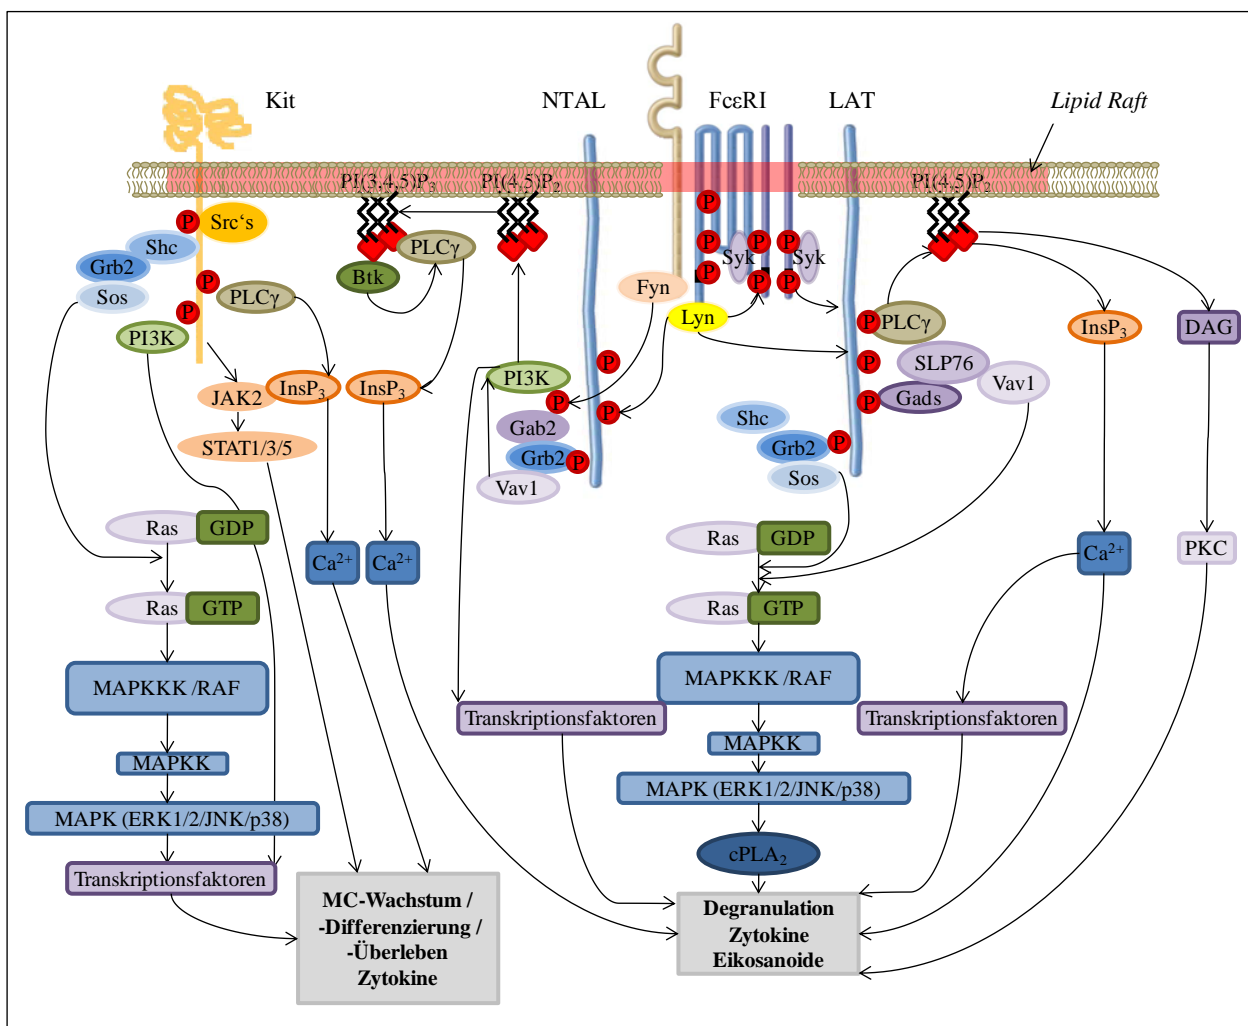 Kit
NTAL
FcεRI
LAT
Lipid Raft
PI(3,4,5)P3
PI(4,5)P2
PI(4,5)P2
P
Src‘s
Shc
Grb2
Sos
P
PLCγ
P
PI3K
JAK2
InsP3
STAT1/3/5
PLCγ
Btk
InsP3
Fyn
Lyn
P
P
P
P
P
P
P
Syk
Syk
P
PI3K
P
P
Gab2
Grb2
P
Vav1
P
PLCγ
P
SLP76
Vav1
P
Gads
Shc
Grb2
P
Sos
InsP3
DAG
Ras
GDP
Ca2+
Ca2+
Ras
GDP
Ca2+
PKC
Ras
GTP
Ras
GTP
MAPKKK /RAF
MAPKKK /RAF
Transkriptionsfaktoren
Transkriptionsfaktoren
MAPKK
MAPKK
MAPK (ERK1/2/JNK/p38)
MAPK (ERK1/2/JNK/p38)
cPLA2
Transkriptionsfaktoren
MC-Wachstum /
-Differenzierung /
-Überleben
Zytokine
Degranulation
Zytokine
Eikosanoide